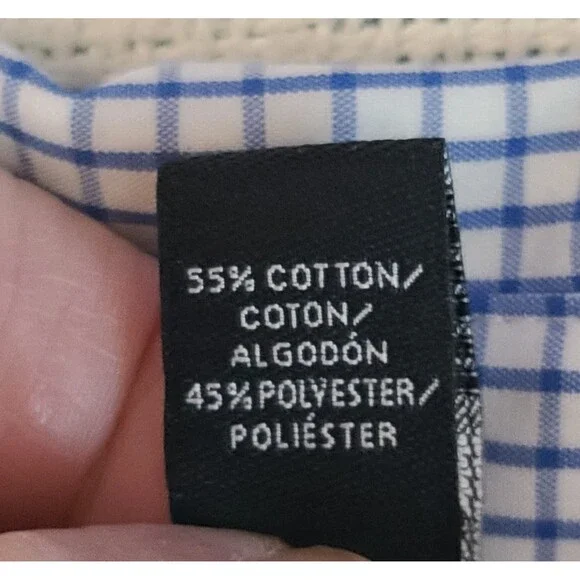 55% COTTON/
COTON/
ALGODÓN
45% POLYESTER/
POLIÉSTER